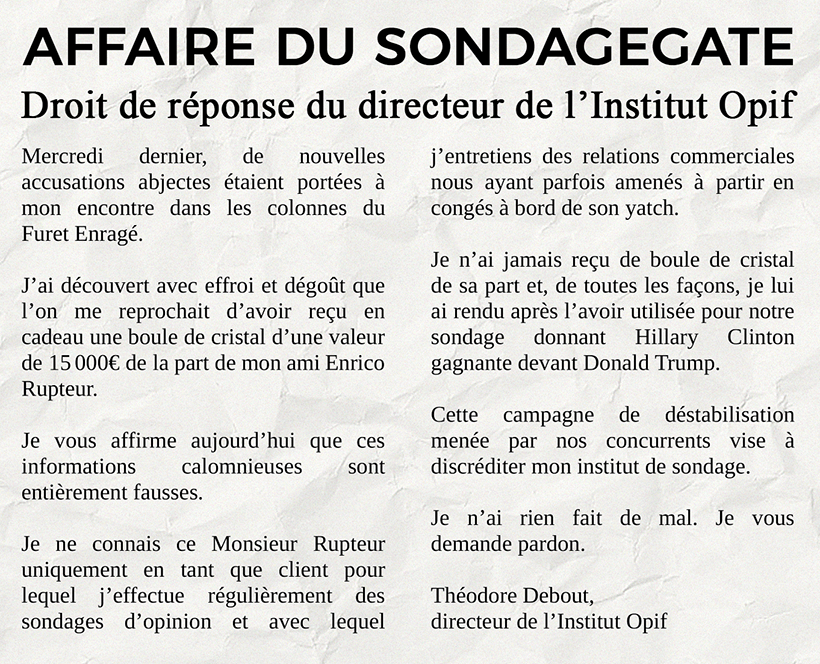 AFFAIRE DU SONDAGEGATE
Droit de réponse du directeur de l’Institut Opif
Mercredi dernier, de nouvelles
accusations abjectes étaient portées à
mon encontre dans les colonnes du
Furet Enragé.
J’ai découvert avec effroi et dégoût que
l’on me reprochait d’avoir reçu en
cadeau une boule de cristal d’une valeur
de 15 000€ de la part de mon ami Enrico
Rupteur.
Je vous affirme aujourd’hui que ces
informations calomnieuses sont
entièrement fausses.
Je ne connais ce Monsieur Rupteur
uniquement en tant que client pour
lequel j’effectue régulièrement des
sondages d’opinion et avec lequel
j’entretiens des relations commerciales
nous ayant parfois amenés à partir en
congés à bord de son yatch.
Je n’ai jamais reçu de boule de cristal
de sa part et, de toutes les façons, je lui
ai rendu après l’avoir utilisée pour notre
sondage donnant Hillary Clinton
gagnante devant Donald Trump.
Cette campagne de déstabilisation
menée par nos concurrents vise à
discréditer mon institut de sondage.
Je n’ai rien fait de mal. Je vous
demande pardon.
Théodore Debout,
directeur de l’Institut Opif